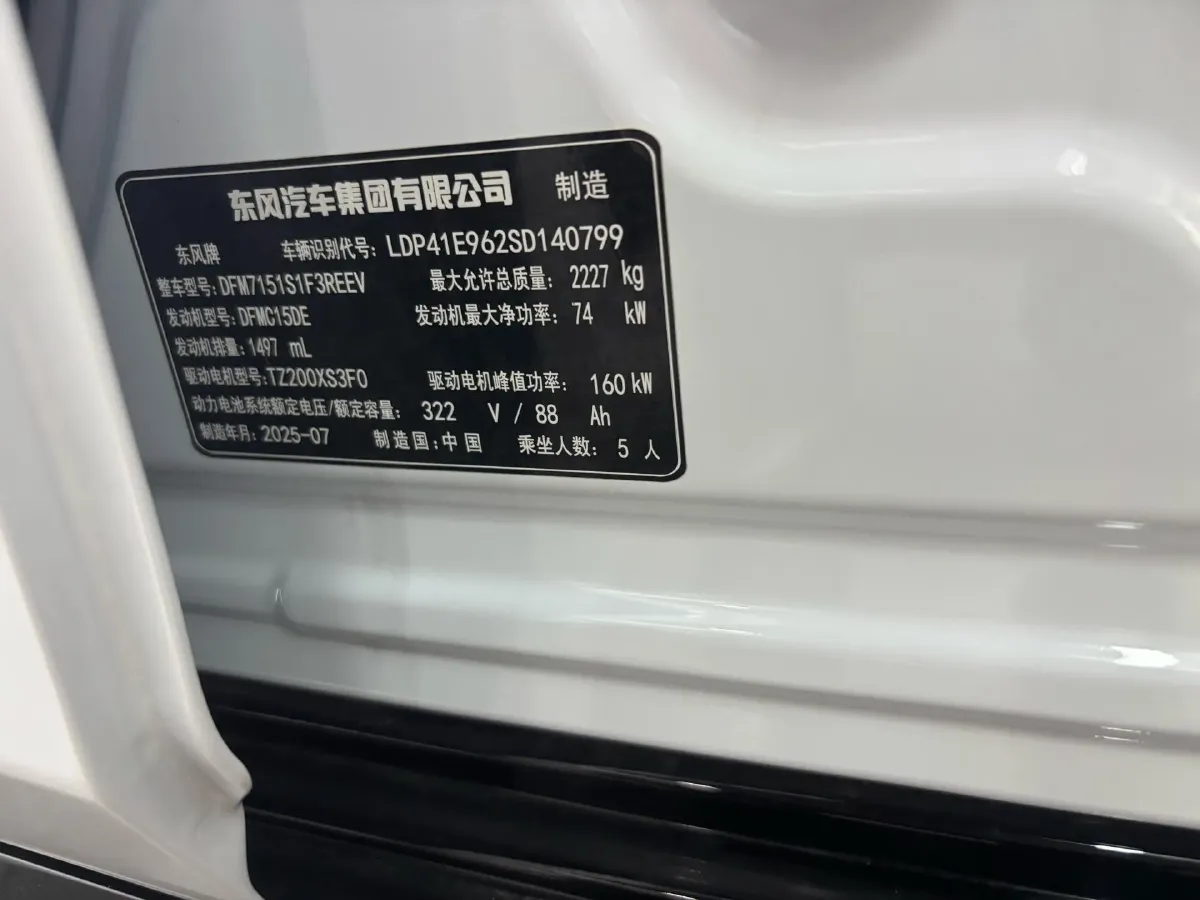 东风汽车集团有限公司 制造
东风牌 车辆识别代号: LDP41E962SD140799
整车型号:DFM7151S1F3REEV 最大允许总质量: 2227 kg
发动机型号:DFMC15DE 发动机最大净功率: 74 kW
发动机排量:1497 mL
驱动电机型号:TZ200XS3F0 驱动电机峰值功率: 160 kW
动力电池系统额定电压/额定容量: 322 V / 88 Ah
制造年月: 2025-07 制造国:中国 乘坐人数: 5 人